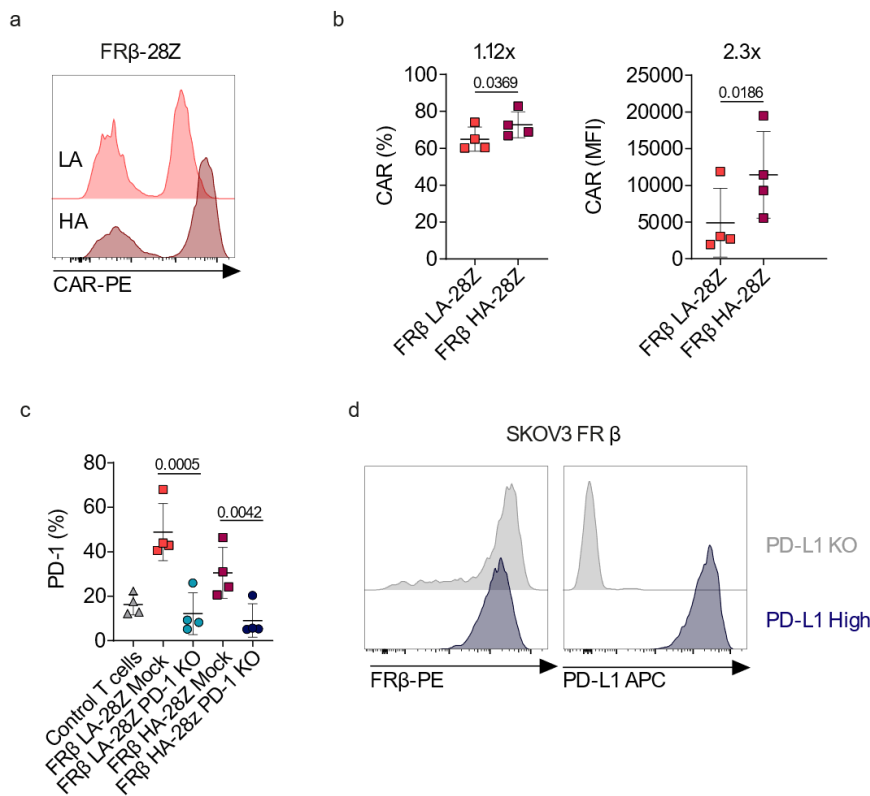 a
FRβ-28Z
LA
HA
CAR-PE
b
1.12x
0.0369
CAR (%)
100
80
60
40
20
0
FRβ LA-28Z
FRβ HA-28Z
2.3x
0.0186
CAR (MFI)
25000
20000
15000
10000
5000
0
FRβ LA-28Z
FRβ HA-28Z
c
0.0005
0.0042
PD-1 (%)
80
60
40
20
0
Control T cells
FRβ LA-28Z Mock
FRβ LA-28Z PD-1 KO
FRβ HA-28Z Mock
FRβ HA-28z PD-1 KO
d
SKOV3 FR β
PD-L1 KO
PD-L1 High
FRβ-PE
PD-L1 APC